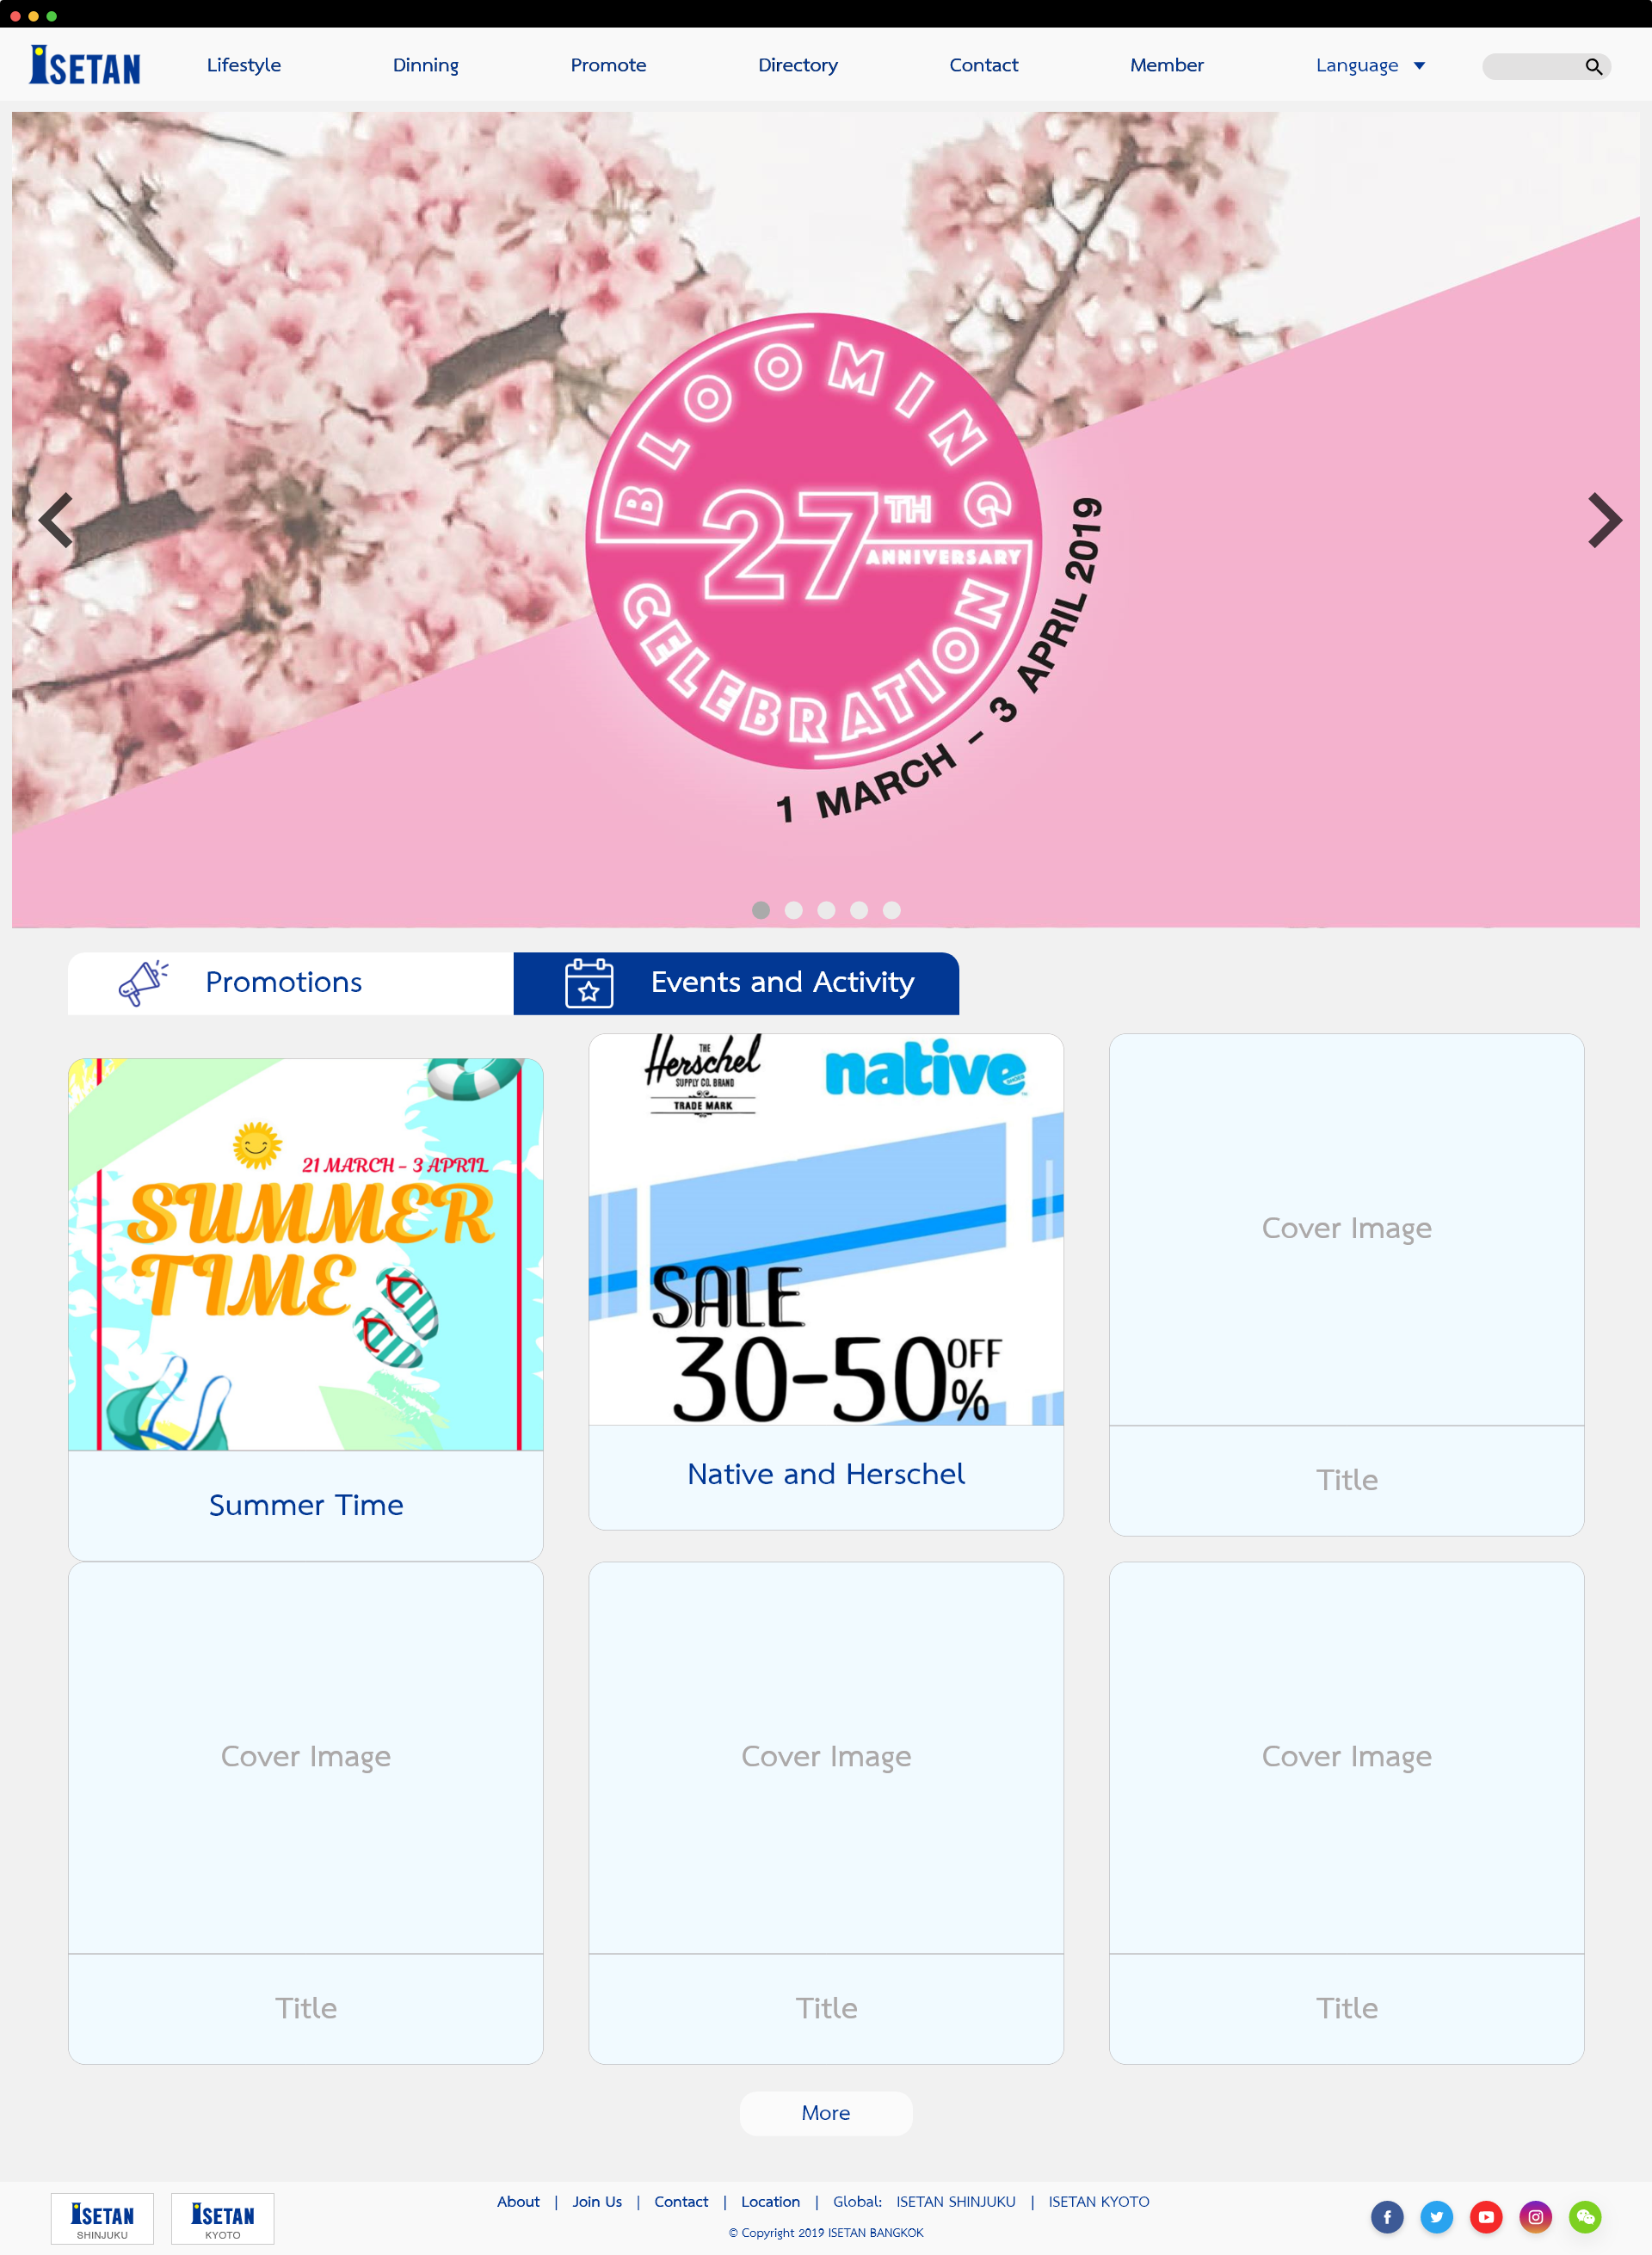 ISETAN
Lifestyle
Dinning
Promote
Directory
Contact
Member
Language
BLOOMING
27TH
ANNIVERSARY
CELEBRATION
1 MARCH – 3 APRIL 2019
Promotions
Events and Activity
21 MARCH – 3 APRIL
SUMMER
TIME
Summer Time
THE
Herschel
SUPPLY CO. BRAND
TRADE MARK
native
SALE
30-50%
OFF
Native and Herschel
Cover Image
Title
Cover Image
Title
Cover Image
Title
Cover Image
Title
More
ISETAN
SHINJUKU
ISETAN
KYOTO
About | Join Us | Contact | Location | Global: ISETAN SHINJUKU | ISETAN KYOTO
© Copyright 2019 ISETAN BANGKOK